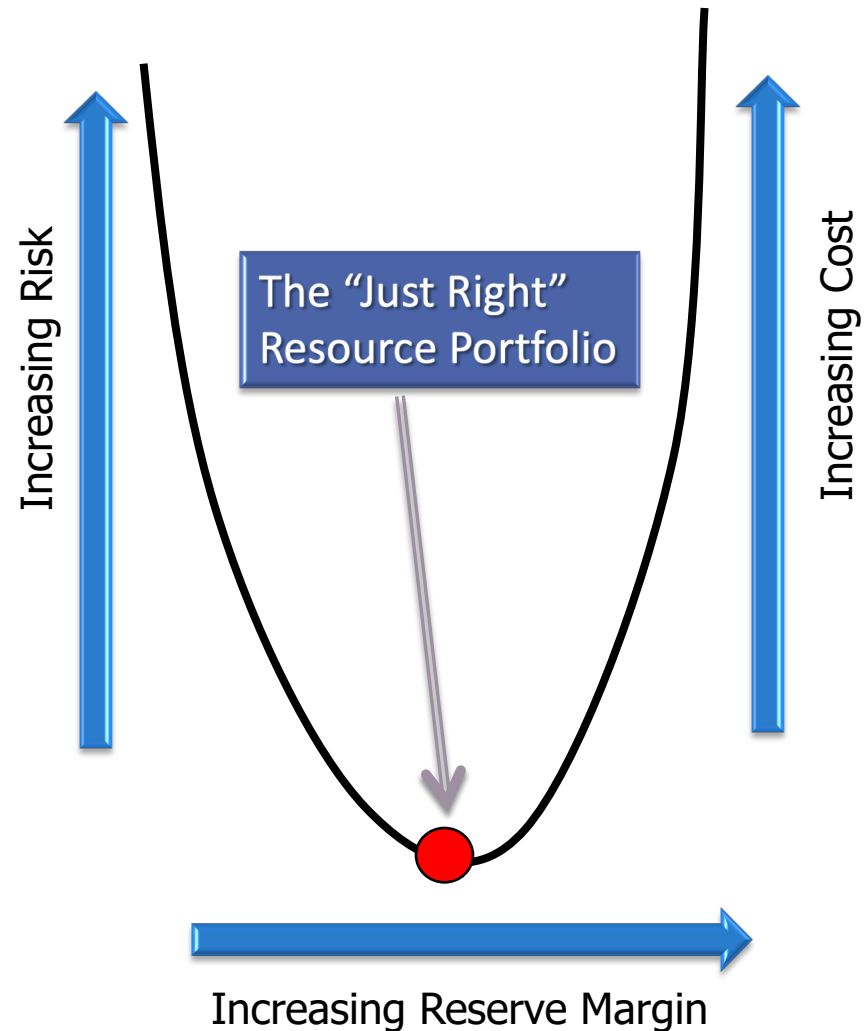 Increasing Risk
The “Just Right”
Resource Portfolio
Increasing Cost
Increasing Reserve Margin